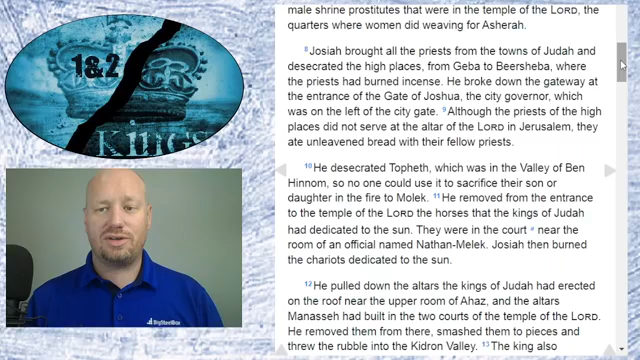 1&2
Kings
BigSteelBox
male shrine prostitutes that were in the temple of the LORD, the
quarters where women did weaving for Asherah.
8 Josiah brought all the priests from the towns of Judah and
desecrated the high places, from Geba to Beersheba, where
the priests had burned incense. He broke down the gateway at
the entrance of the Gate of Joshua, the city governor, which
was on the left of the city gate. 9 Although the priests of the high
places did not serve at the altar of the LORD in Jerusalem, they
ate unleavened bread with their fellow priests.
10 He desecrated Topheth, which was in the Valley of Ben
Hinnom, so no one could use it to sacrifice their son or
daughter in the fire to Molek. 11 He removed from the entrance
to the temple of the LORD the horses that the kings of Judah
had dedicated to the sun. They were in the court near the
room of an official named Nathan-Melek. Josiah then burned
the chariots dedicated to the sun.
12 He pulled down the altars the kings of Judah had erected
on the roof near the upper room of Ahaz, and the altars
Manasseh had built in the two courts of the temple of the LORD.
He removed them from there, smashed them to pieces and
threw the rubble into the Kidron Valley. 13 The king also